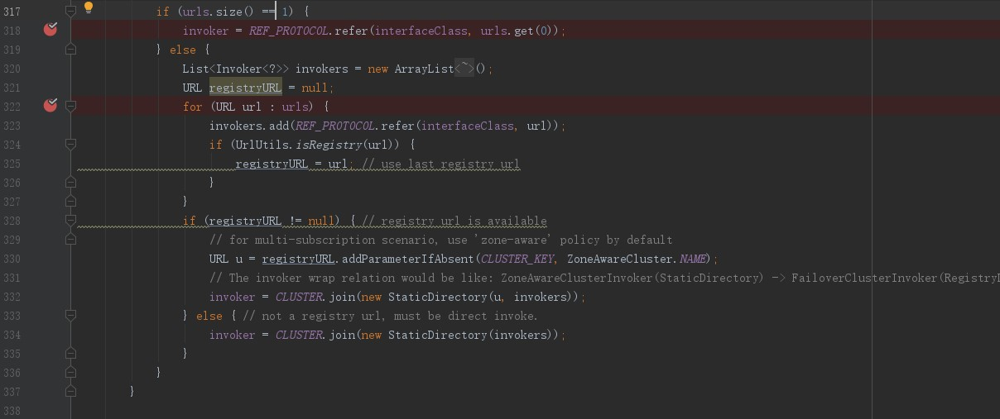 317 if (urls.size() == 1) {
318 invoker = REF_PROTOCOL.refer(interfaceClass, urls.get(0));
319 } else {
320 List<Invoker<?>> invokers = new ArrayList<~>();
321 URL registryURL = null;
322 for (URL url : urls) {
323 invokers.add(REF_PROTOCOL.refer(interfaceClass, url));
324 if (UrlUtils.isRegistry(url)) {
325 registryURL = url; // use last registry url
326 }
327 }
328 if (registryURL != null) { // registry url is available
329 // for multi-subscription scenario, use 'zone-aware' policy by default
330 URL u = registryURL.addParameterIfAbsent(CLUSTER_KEY, ZoneAwareCluster.NAME);
331 // The invoker wrap relation would be like: ZoneAwareClusterInvoker(StaticDirectory) -> FailoverClusterInvoker(Registry
332 invoker = CLUSTER.join(new StaticDirectory(u, invokers));
333 } else { // not a registry url, must be direct invoke.
334 invoker = CLUSTER.join(new StaticDirectory(invokers));
335 }
336 }
337 }
338